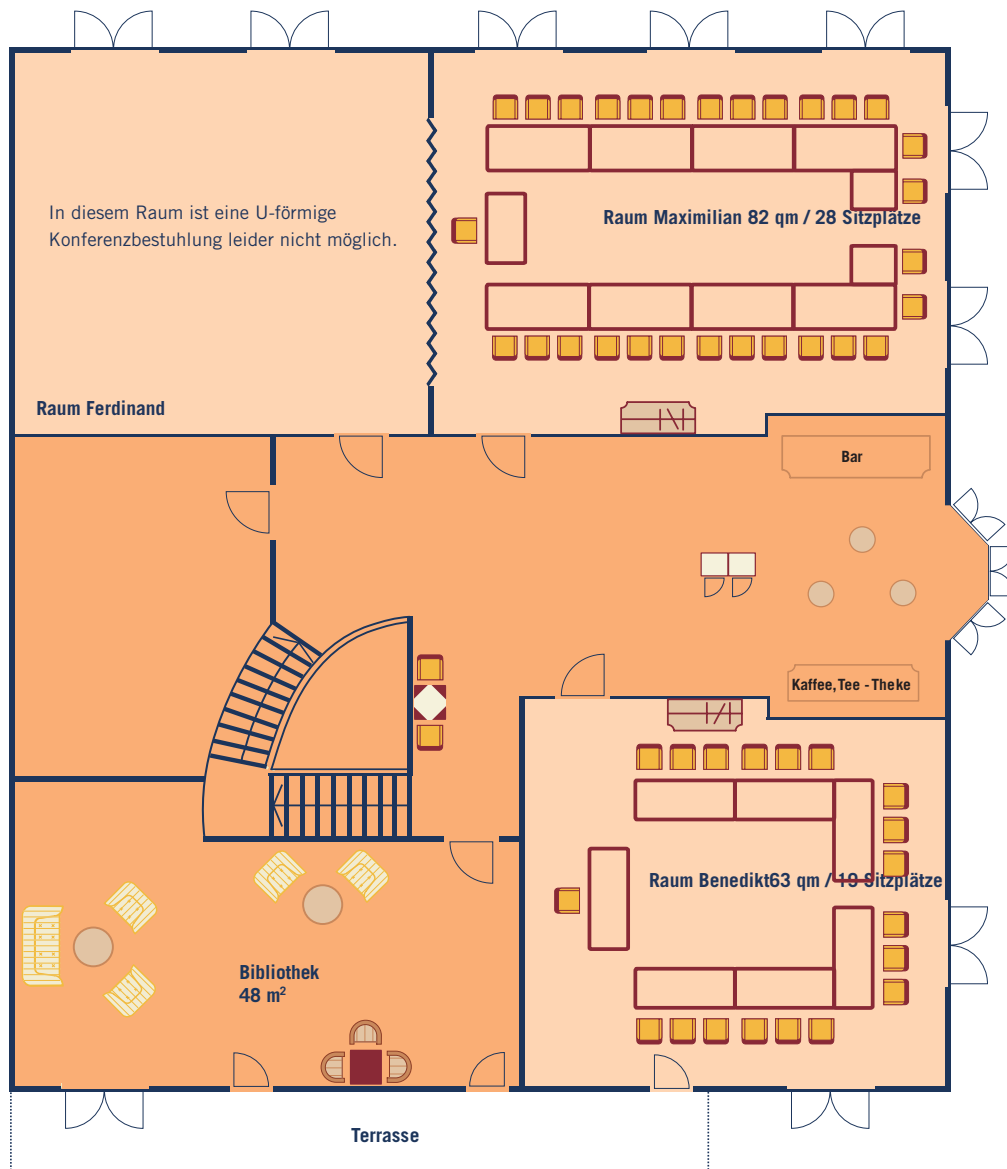 In diesem Raum ist eine U-förmige
Konferenzbestuhlung leider nicht möglich.
Raum Maximilian 82 qm / 28 Sitzplätze
Raum Ferdinand
Bar
Kaffee,Tee - Theke
Raum Benedikt63 qm / 19 Sitzplätze
Bibliothek
48 m²
Terrasse